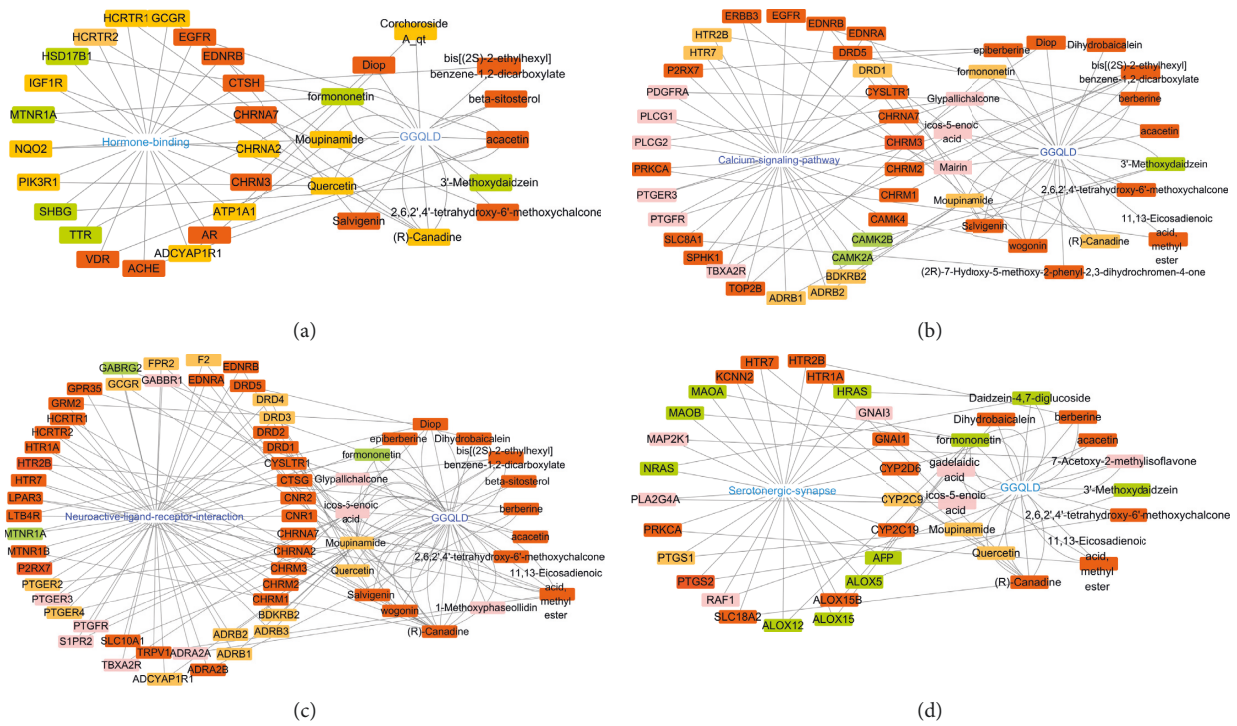 HCRTR1 GCGR
HCRTR2
EGFR
HSD17B1
EDNRB
IGF1R
CTSH
MTNR1A
CHRNA7
Hormone-binding
NQO2
CHRNA2
PIK3R1
CHRM3
SHBG
ATP1A1
TTR
AR
VDR
ADCYAP1R1
ACHE
Corchoroside
A_qt
Diop
bis[(2S)-2-ethylhexyl]
benzene-1,2-dicarboxylate
formononetin
beta-sitosterol
Moupinamide
GGQLD
acacetin
Quercetin
3'-Methoxydaidzein
2,6,2',4'-tetrahydroxy-6'-methoxychalcone
Salvigenin
(R)-Canadine
(a)
ERBB3
EGFR
EDNRB
EDNRA
HTR2B
HTR7
DRD5
P2RX7
DRD1
PDGFRA
CYSLTR1
PLCG1
CHRNA7
PLCG2
CHRM3
Calcium-signaling-pathway
PRKCA
CHRM2
PTGER3
CHRM1
PTGFR
CAMK4
SLC8A1
CAMK2B
SPHK1
CAMK2A
TBXA2R
BDKRB2
TOP2B
ADRB1
ADRB2
Diop
epiberberine
Dihydrobaicalein
formononetin
bis[(2S)-2-ethylhexyl]
benzene-1,2-dicarboxylate
Glypallichalcone
berberine
icos-5-enoic
acid
acacetin
GGQLD
Mairin
3'-Methoxydaidzein
2,6,2',4'-tetrahydroxy-6'-methoxychalcone
Moupinamide
Salvigenin
11,13-Eicosadienoic
acid, methyl
ester
wogonin
(R)-Canadine
(2R)-7-Hydroxy-5-methoxy-2-phenyl-2,3-dihydrochromen-4-one
(b)
GABRG2
FPR2
F2
EDNRB
GCGR
GABBR1
EDNRA
GPR35
DRD5
GRM2
DRD4
HCRTR1
DRD3
HCRTR2
DRD2
HTR1A
DRD1
HTR2B
CYSLTR1
HTR7
CTSG
LPAR3
CNR2
LTB4R
CNR1
Neuroactive-ligand-receptor-interaction
MTNR1A
CHRNA7
MTNR1B
CHRNA2
P2RX7
CHRM3
PTGER2
CHRM2
PTGER3
CHRM1
PTGER4
BDKRB2
PTGFR
ADRB3
S1PR2
SLC10A1
ADRB2
TBXA2R
TRPV1
ADRA2A
ADRB1
ADCYAP1R1
ADRA2B
Diop
epiberberine
Dihydrobaicalein
formononetin
bis[(2S)-2-ethylhexyl]
benzene-1,2-dicarboxylate
Glypallichalcone
beta-sitosterol
icos-5-enoic
acid
berberine
GGQLD
acacetin
Moupinamide
2,6,2',4'-tetrahydroxy-6'-methoxychalcone
Quercetin
11,13-Eicosadienoic
acid, methyl
ester
Salvigenin
wogonin
1-Methoxyphaseollidin
(R)-Canadine
(c)
HTR7
HTR2B
KCNN2
HTR1A
MAOA
HRAS
MAOB
GNAI3
MAP2K1
GNAI1
NRAS
CYP2D6
Serotonergic-synapse
PLA2G4A
CYP2C9
PRKCA
CYP2C19
PTGS1
AFP
PTGS2
ALOX5
RAF1
ALOX15B
SLC18A2
ALOX12
ALOX15
Daidzein-4,7-diglucoside
Dihydrobaicalein
berberine
formononetin
acacetin
gadelaidic
acid
7-Acetoxy-2-methylisoflavone
icos-5-enoic
acid
GGQLD
3'-Methoxydaidzein
Moupinamide
2,6,2',4'-tetrahydroxy-6'-methoxychalcone
Quercetin
11,13-Eicosadienoic
acid, methyl
ester
(R)-Canadine
(d)